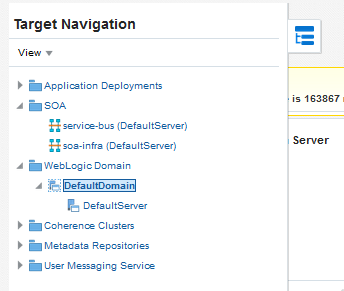 Target Navigation
View
Application Deployments
e is 163867
SOA
service-bus (DefaultServer)
Server
soa-infra (DefaultServer)
WebLogic Domain
DefaultDomain
DefaultServer
Coherence Clusters
Metadata Repositories
User Messaging Service